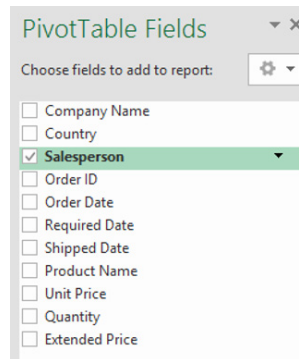 PivotTable Fields
Choose fields to add to report:
Company Name
Country
Salesperson
Order ID
Order Date
Required Date
Shipped Date
Product Name
Unit Price
Quantity
Extended Price